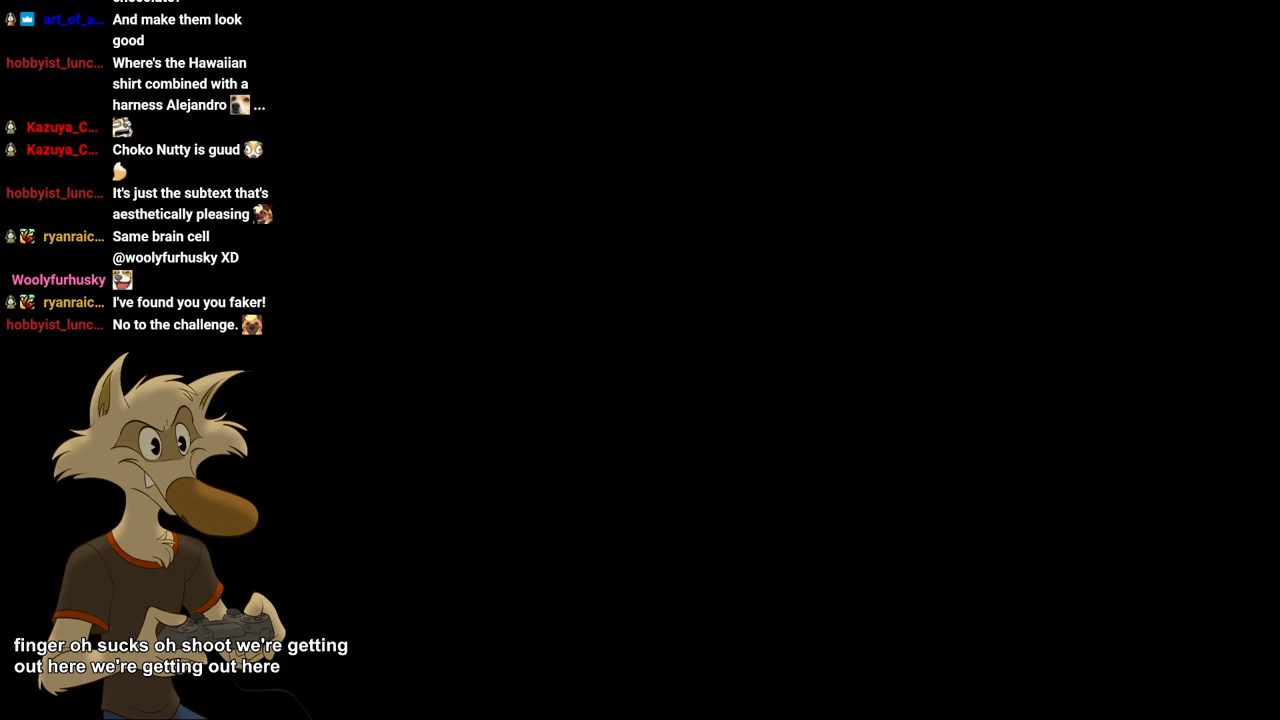 art_of_a... And make them look
good
hobbyist_lunc... Where's the Hawaiian
shirt combined with a
harness Alejandro ...
Kazuya_C...
Kazuya_C... Choko Nutty is guud
hobbyist_lunc... It's just the subtext that's
aesthetically pleasing
ryanraic... Same brain cell
@woolyfurhusky XD
Woolyfurhusky
ryanraic... I've found you you faker!
hobbyist_lunc... No to the challenge.
finger oh sucks oh shoot we're getting
out here we're getting out here